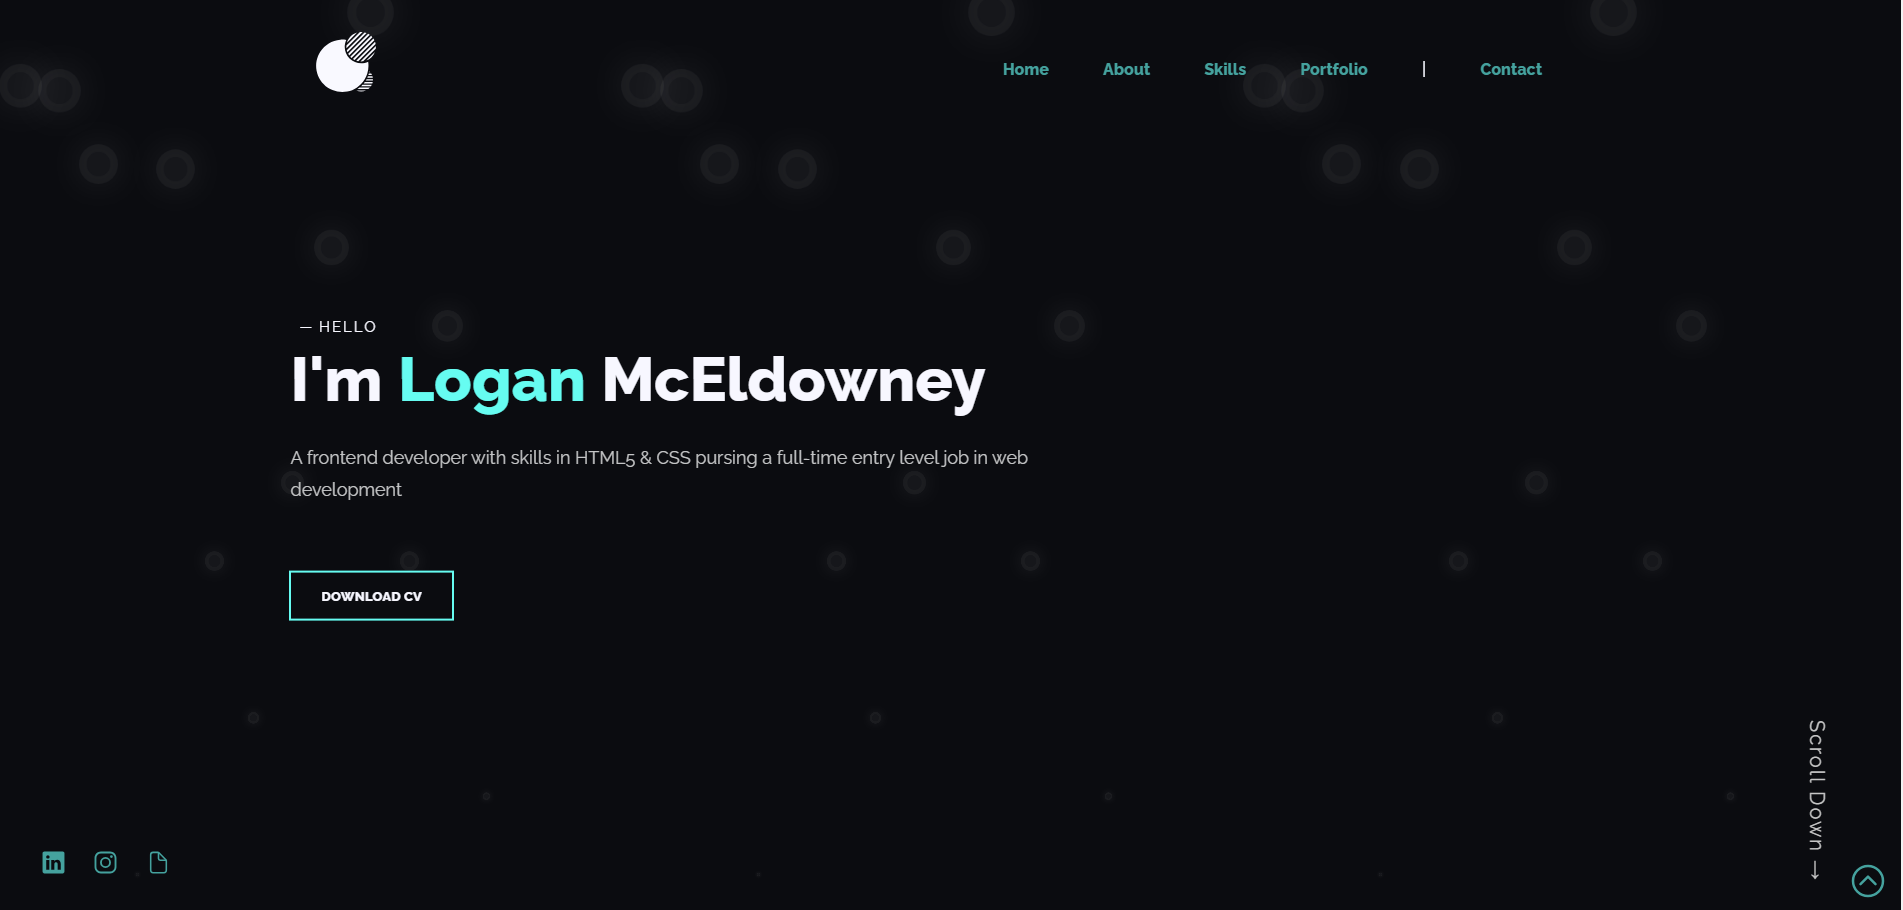 Home About Skills Portfolio | Contact
— HELLO
I'm Logan McEldowney
A frontend developer with skills in HTML5 & CSS pursing a full-time entry level job in web
development
DOWNLOAD CV
Scroll Down →
in